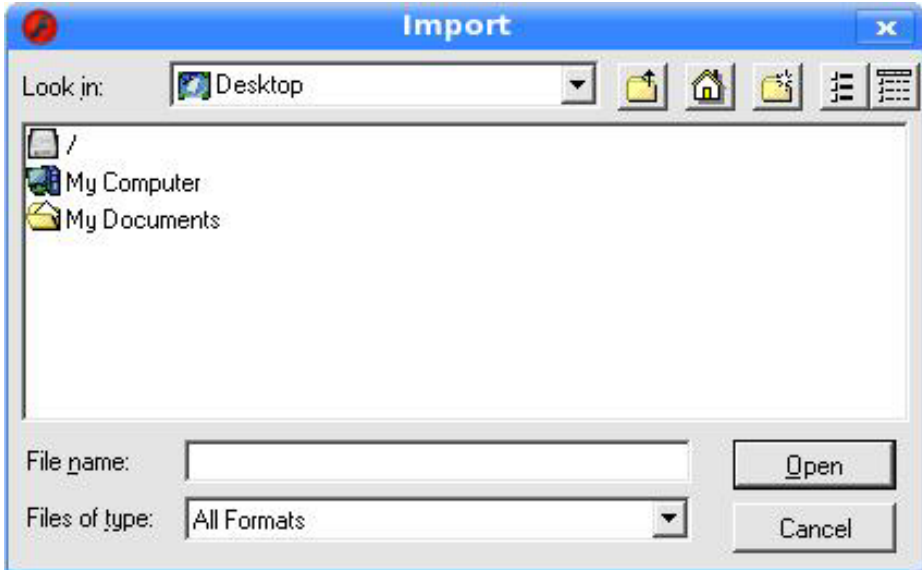 Import
Look in: Desktop
/
My Computer
My Documents
File name:
Open
Files of type: All Formats
Cancel